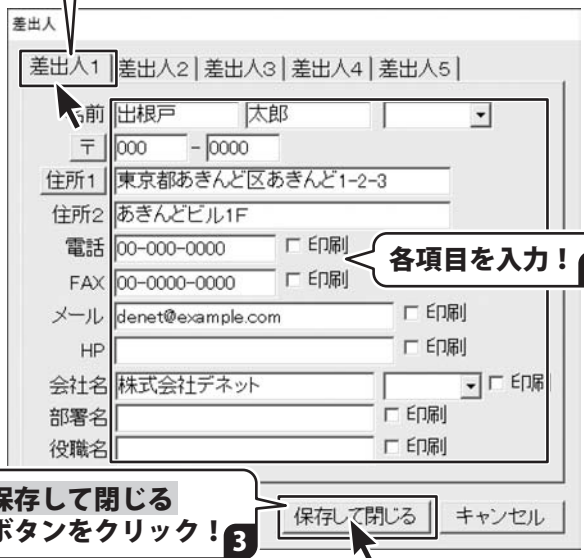 差出人
差出人1 差出人2 差出人3 差出人4 差出人5
名前 出根戸 太郎
〒 000 - 0000
住所1 東京都あきんど区あきんど1-2-3
住所2 あきんどビル1F
電話 00-000-0000 印刷
各項目を入力!
FAX 00-0000-0000 印刷
メール denet@example.com 印刷
HP 印刷
会社名 株式会社デネット 印刷
部署名 印刷
役職名 印刷
保存して閉じる
ボタンをクリック! 3
保存して閉じる キャンセル